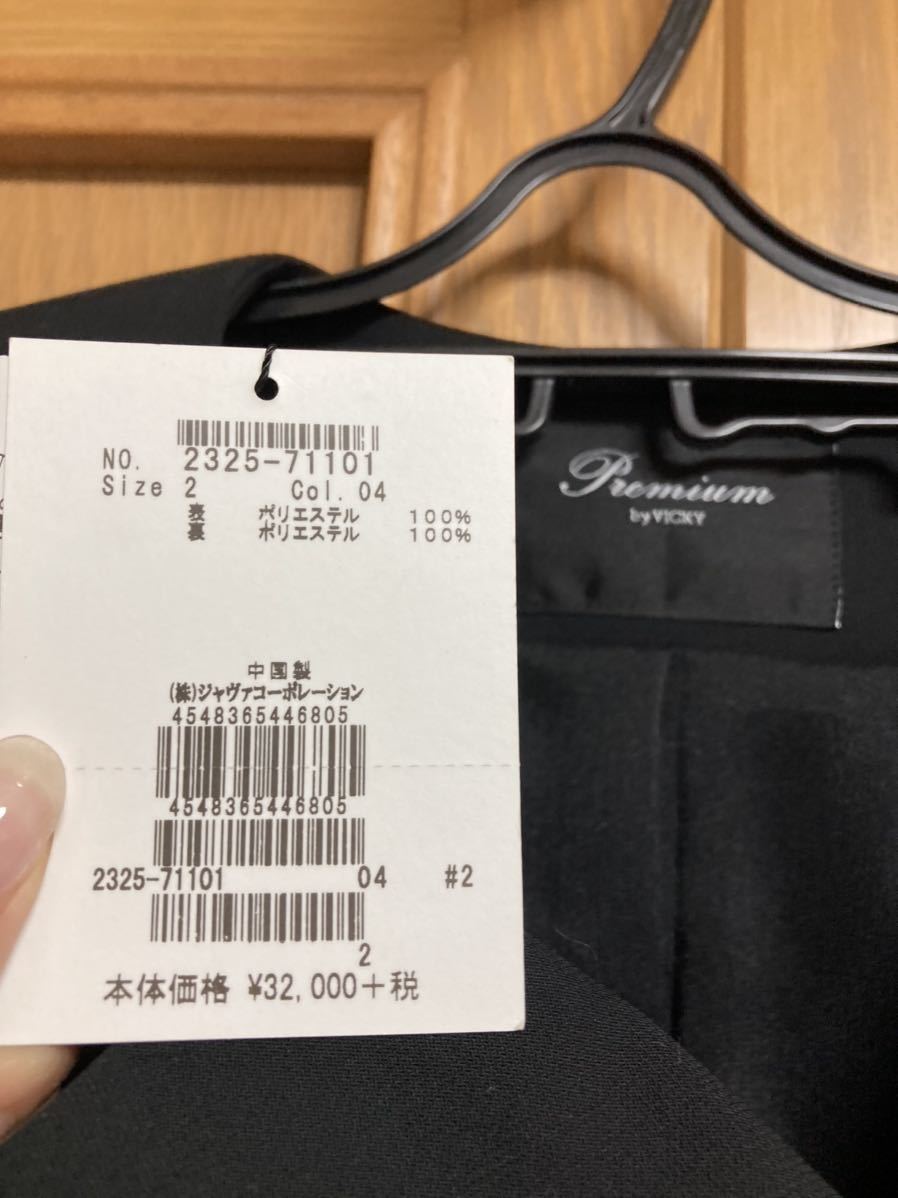 NO. 2325-71101
Size 2 Col. 04
表 ポリエステル 100%
裏 ポリエステル 100%
中国製
(株)ジャヴァコーポレーション
4548365446805
4548365446805
2325-71101 04 #2
2
本体価格 ¥32,000+税
Premium
by VICKY